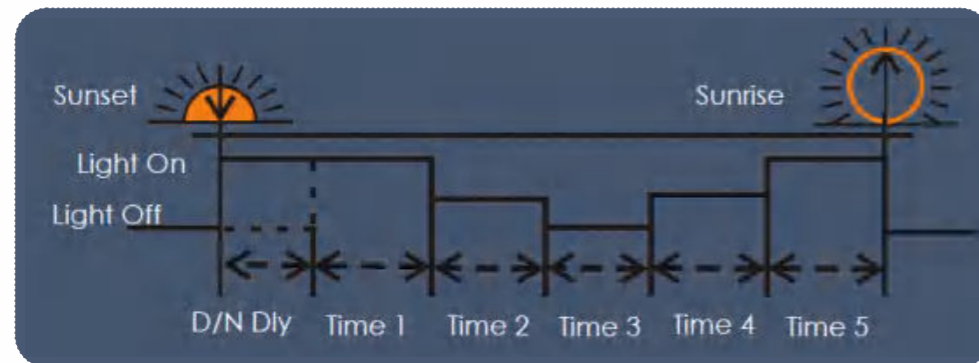 Sunset
Sunrise
Light On
Light Off
D/N Dly Time 1 Time 2 Time 3 Time 4 Time 5